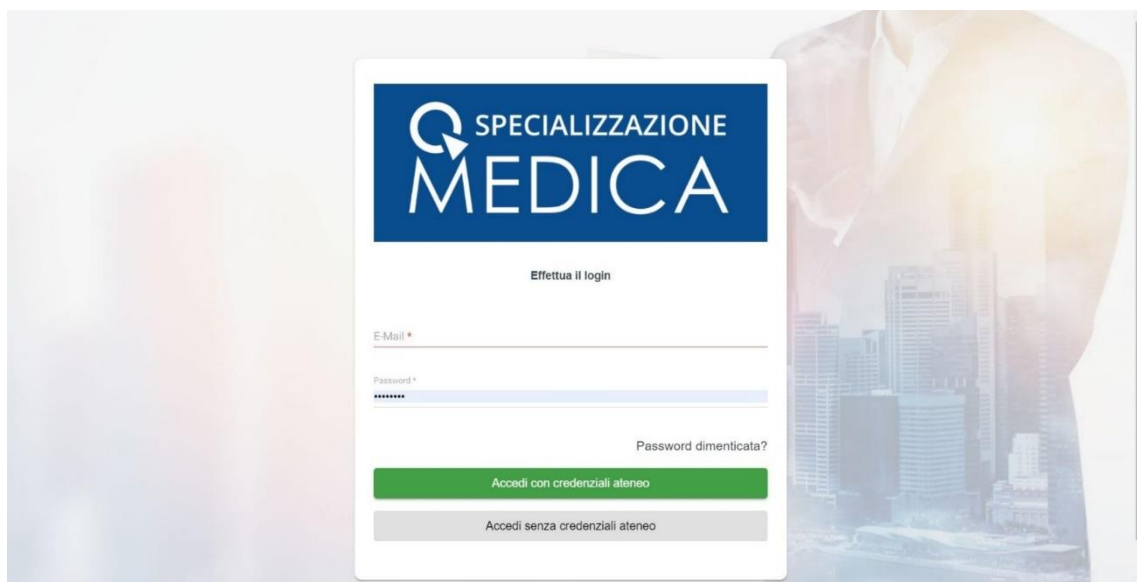 SPECIALIZZAZIONE
MEDICA
Effettua il login
E-Mail *
Password *
••••••••
Password dimenticata?
Accedi con credenziali ateneo
Accedi senza credenziali ateneo